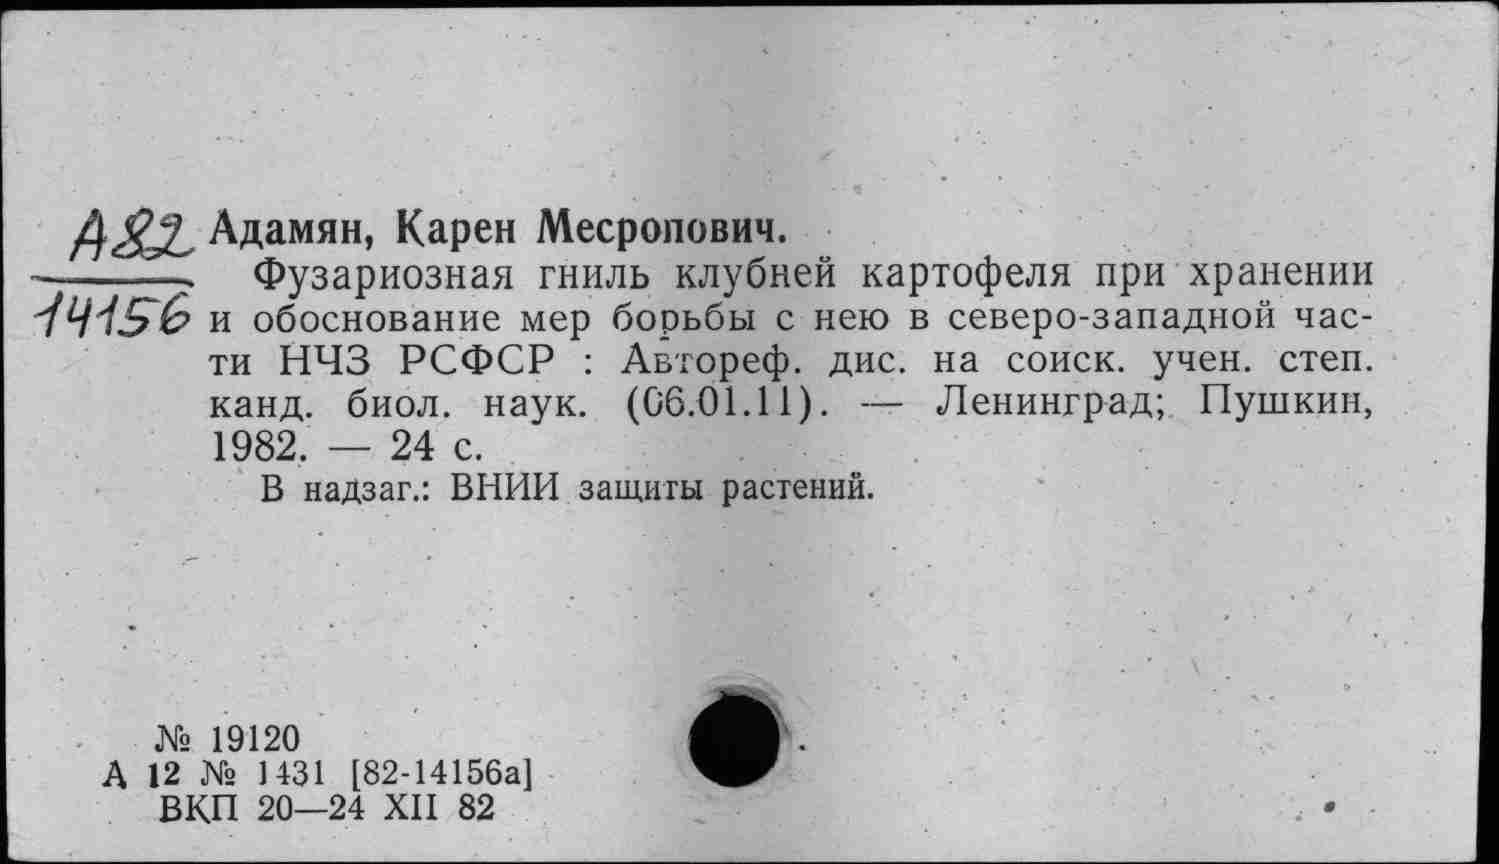 А82 Адамян, Карен Месропович.
Фузариозная гниль клубней картофеля при хранении
14156 и обоснование мер борьбы с нею в северо-западной час-
ти НЧЗ РСФСР : Автореф. дис. на соиск. учен. степ.
канд. биол. наук. (06.01.11). — Ленинград; Пушкин,
1982. — 24 с.
В надзаг.: ВНИИ защиты растений.
№ 19120
А 12 № 1431 [82-14156а]
ВКП 20—24 XII 82